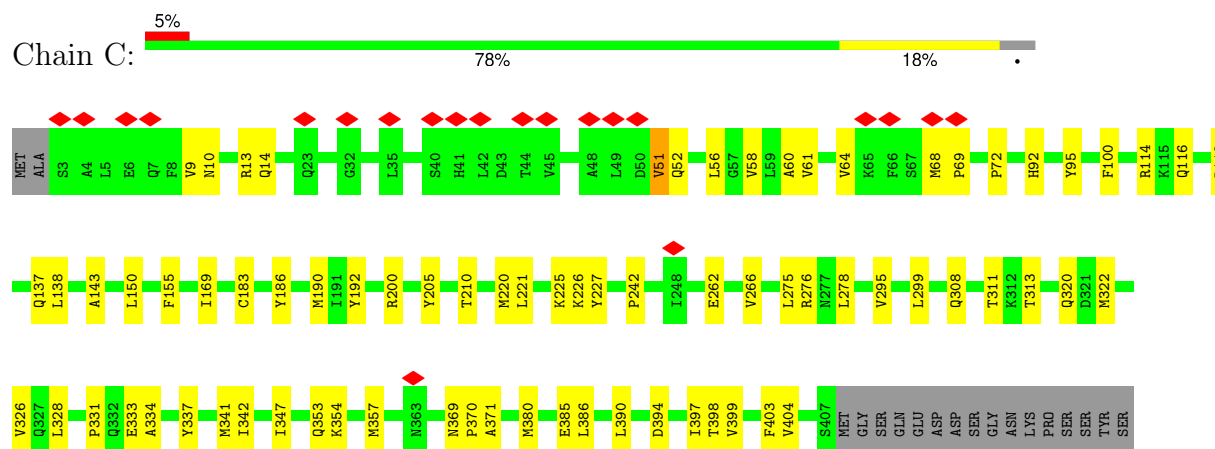 5%
Chain C:
78% 18% •
MET ALA S3 A4 L5 E6 Q7 F8 V9 N10 R13 Q14 Q23 G32 L35 S40 H41 L42 D43 T44 V45 A48 L49 D50 V51 Q52 L56 G57 V58 L59 A60 V61 V64 K65 F66 S67 M68 P69 P72 H92 Y95 F100 R114 K115 Q116
Q137 L138 A143 L150 F155 I169 C183 Y186 M190 I191 Y192 R200 Y205 T210 M220 L221 K225 K226 Y227 P242 I248 E262 V266 L275 R276 N277 L278 V295 L299 Q308 T311 K312 T313 Q320 D321 M322
V326 Q327 L328 P331 Q332 E333 A334 Y337 M341 I342 I347 Q353 K354 M357 N363 N369 P370 A371 M380 E385 L386 L390 D394 I397 T398 V399 F403 V404 S407 MET GLY SER GLN GLU ASP ASP SER GLY ASN LYS PRO SER SER TYR SER